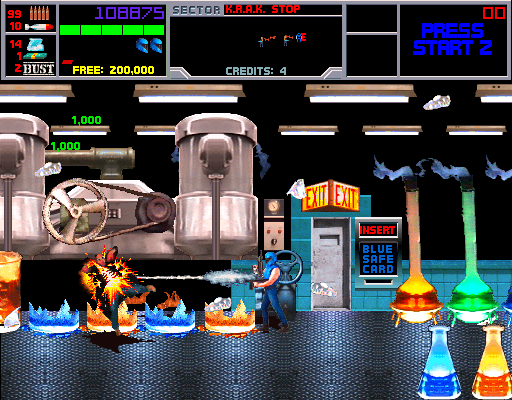 99
108875
SECTOR K.R.A.K. STOP
00
10
14
1
2 BUST
FREE: 200,000
CREDITS: 4
PRESS
START 2
1,000
1,000
EXIT EXIT
INSERT
BLUE
SAFE
CARD